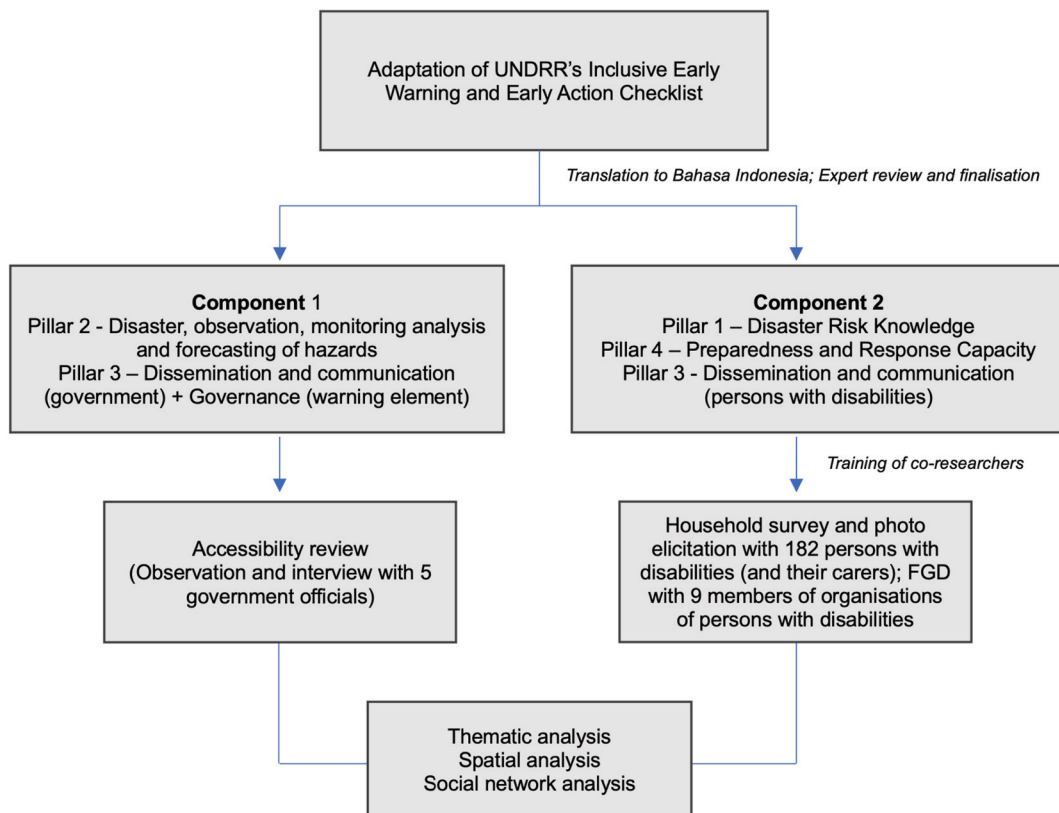 Adaptation of UNDRR's Inclusive Early
Warning and Early Action Checklist
Translation to Bahasa Indonesia; Expert review and finalisation
Component 1
Pillar 2 - Disaster, observation, monitoring analysis
and forecasting of hazards
Pillar 3 – Dissemination and communication
(government) + Governance (warning element)
Component 2
Pillar 1 – Disaster Risk Knowledge
Pillar 4 – Preparedness and Response Capacity
Pillar 3 - Dissemination and communication
(persons with disabilities)
Training of co-researchers
Accessibility review
(Observation and interview with 5
government officials)
Household survey and photo
elicitation with 182 persons with
disabilities (and their carers); FGD
with 9 members of organisations
of persons with disabilities
Thematic analysis
Spatial analysis
Social network analysis